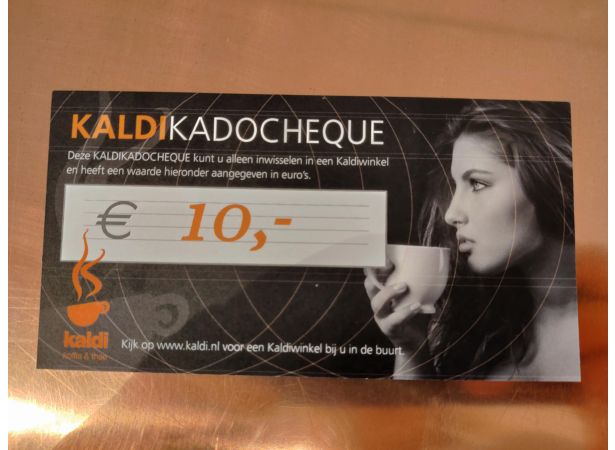 KALDIKADOCHEQUE
Deze KALDIKADOCHEQUE kunt u alleen inwisselen in een Kaldiwinkel
en heeft een waarde hieronder aangegeven in euro's.
€ 10,-
kaldi
koffie & thee
Kijk op www.kaldi.nl voor een Kaldiwinkel bij u in de buurt.